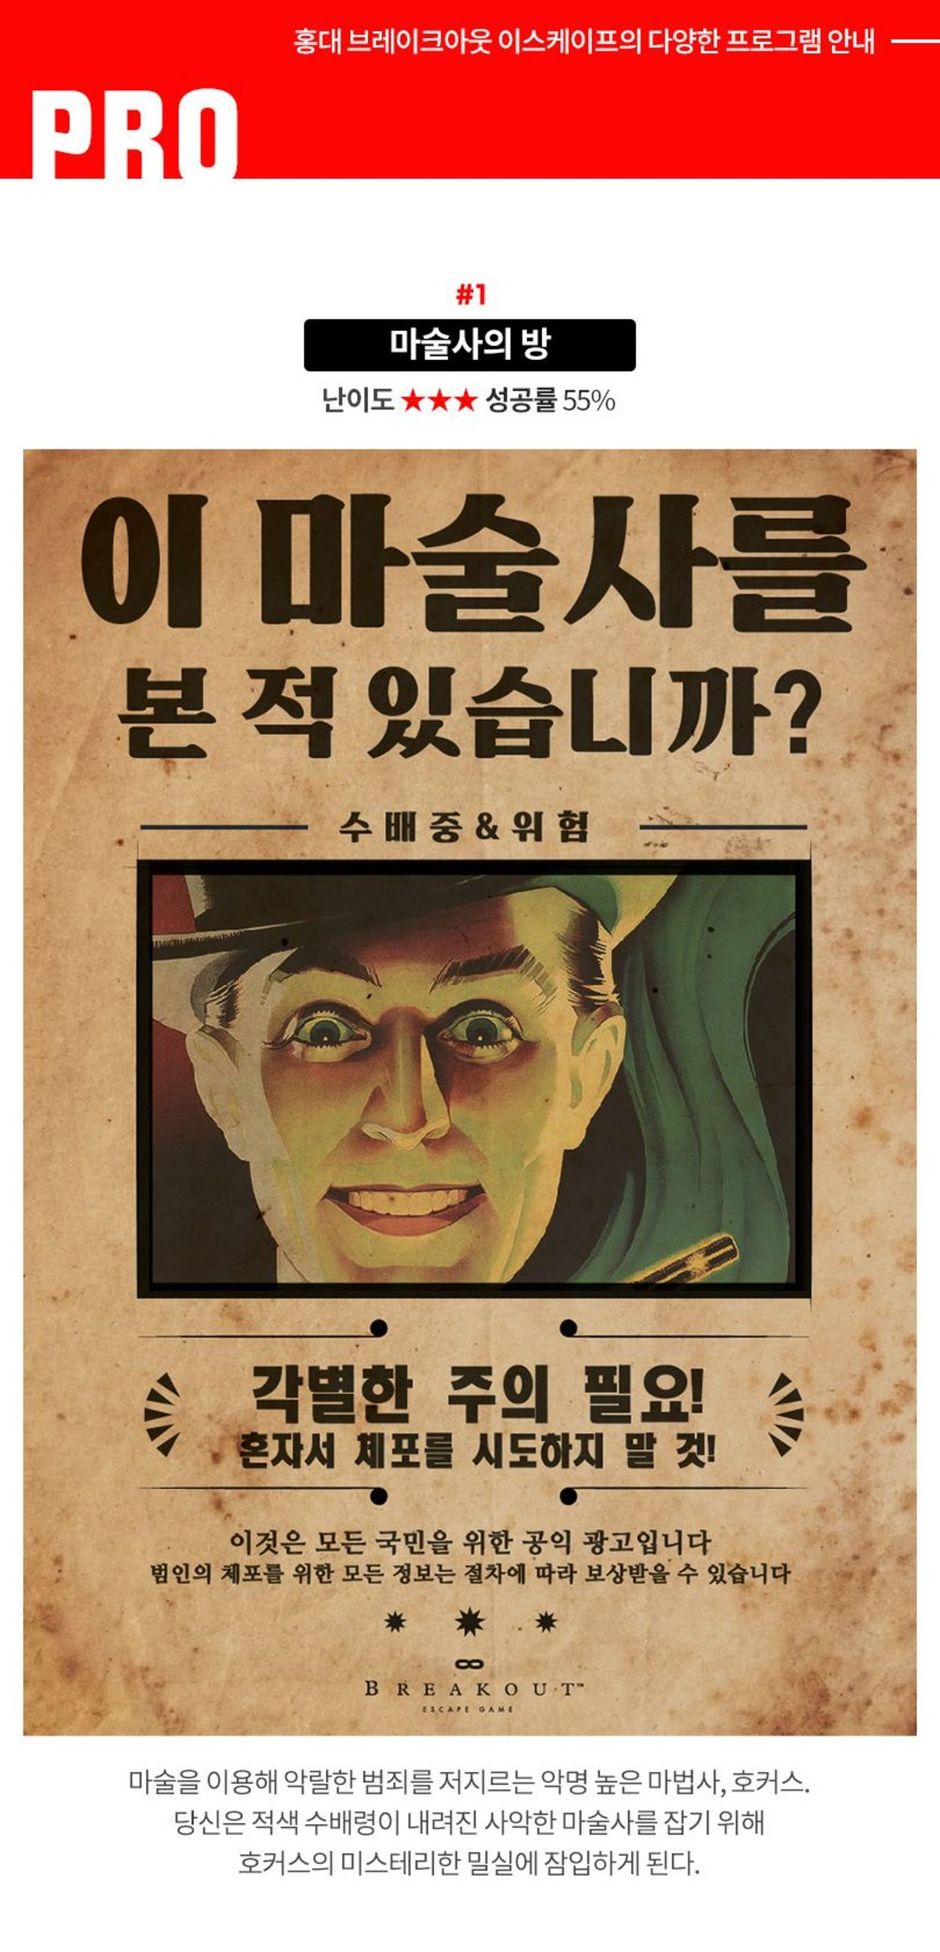 홍대 브레이크아웃 이스케이프의 다양한 프로그램 안내
PRO
#1
마술사의 방
난이도 ★★★ 성공률 55%
이 마술사를
본 적 있습니까?
수배중 & 위험
각별한 주의 필요!
혼자서 체포를 시도하지 말 것!
이것은 모든 국민을 위한 공익 광고입니다
범인의 체포를 위한 모든 정보는 절차에 따라 보상받을 수 있습니다
BREAKOUT™
ESCAPE GAME
마술을 이용해 악랄한 범죄를 저지르는 악명 높은 마법사, 호커스.
당신은 적색 수배령이 내려진 사악한 마술사를 잡기 위해
호커스의 미스테리한 밀실에 잠입하게 된다.